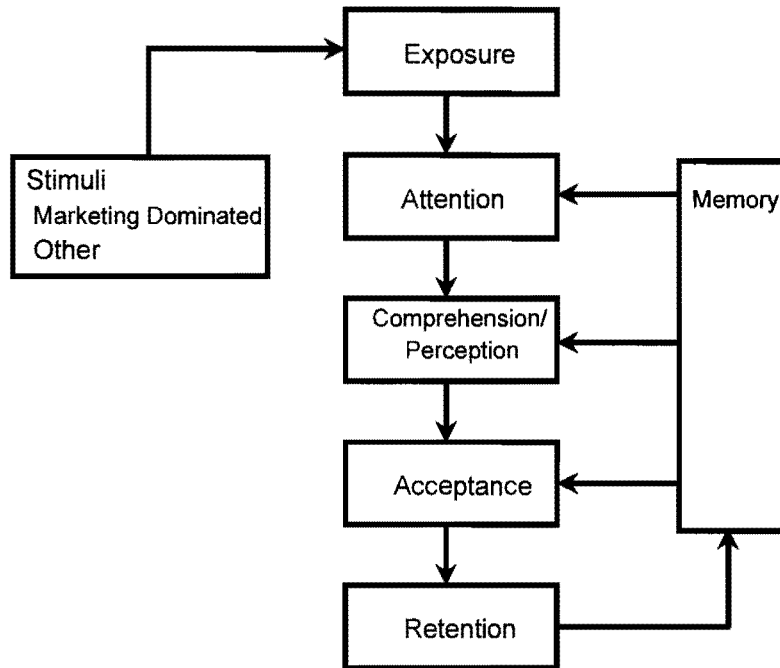 Exposure
Stimuli
Marketing Dominated
Other
Attention
Memory
Comprehension/
Perception
Acceptance
Retention